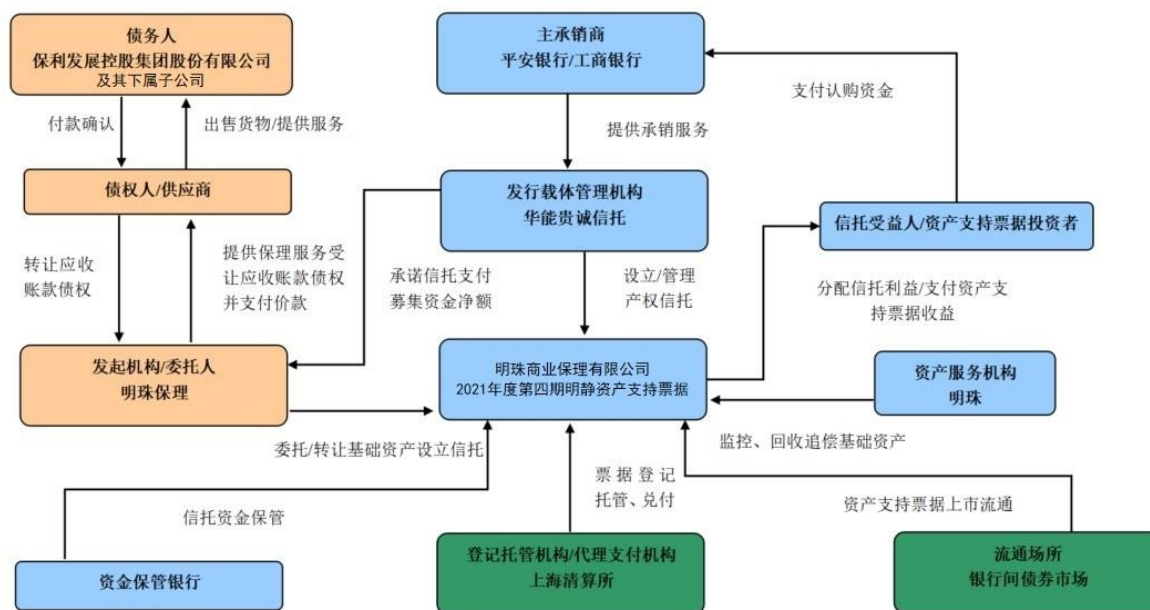 债务人
保利发展控股集团股份有限公司
及其下属子公司
主承销商
平安银行/工商银行
付款确认
出售货物/提供服务
提供承销服务
支付认购资金
债权人/供应商
发行载体管理机构
华能贵诚信托
信托受益人/资产支持票据投资者
转让应收
账款债权
提供保理服务受
让应收账款债权
并支付价款
承诺信托支付
募集资金净额
设立/管理
产权信托
分配信托利益/支付资产支
持票据收益
发起机构/委托人
明珠保理
明珠商业保理有限公司
2021年度第四期明静资产支持票据
资产服务机构
明珠
委托/转让基础资产设立信托
监控、回收追偿基础资产
信托资金保管
票据登记
托管、兑付
资产支持票据上市流通
资金保管银行
登记托管机构/代理支付机构
上海清算所
流通场所
银行间债券市场